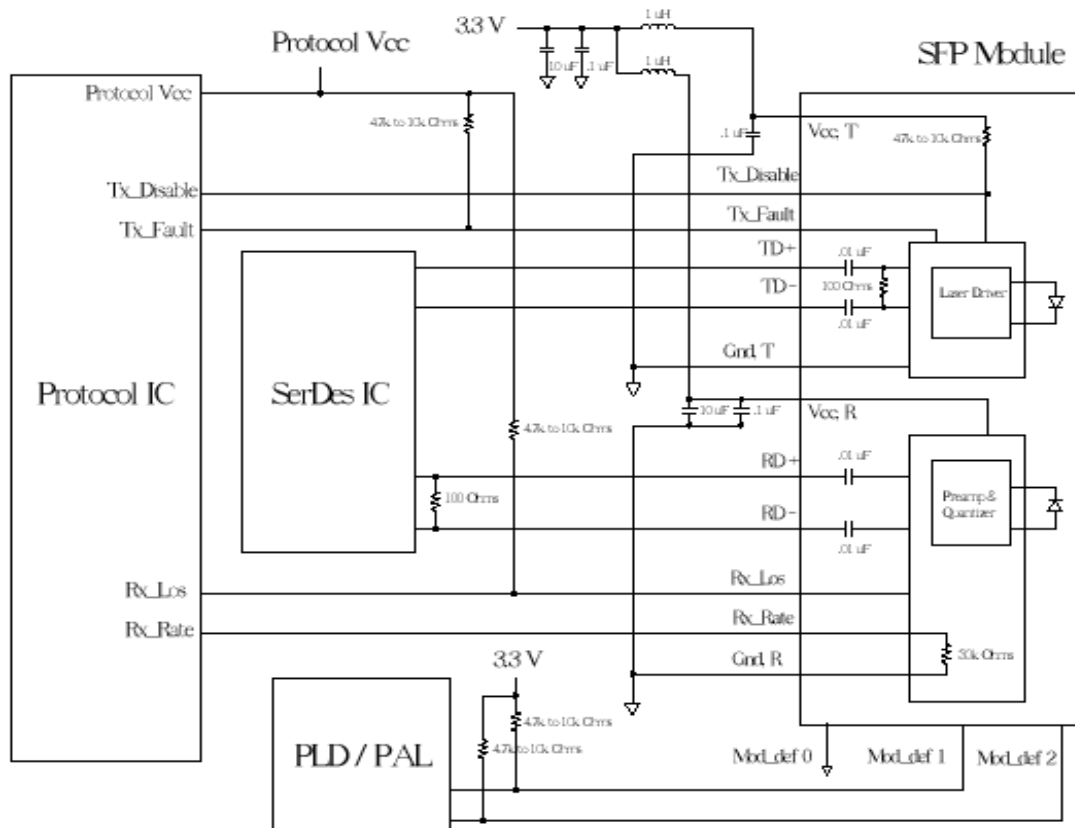 1 uH
3.3 V
Protocol Vcc
10 uF
.1 uF
1 uH
SFP Module
Protocol Vcc
4.7k to 10k Ohms
.1 uF
Vcc, T
4.7k to 10k Ohms
Tx_Disable
Tx_Disable
Tx_Fault
Tx_Fault
TD+
.01 uF
TD-
100 Ohms
Laser Driver
.01 uF
Gnd, T
Protocol IC
SerDes IC
10 uF
.1 uF
Vcc, R
4.7k to 10k Ohms
RD+
.01 uF
100 Ohms
Preamp &
Quantizer
RD-
.01 uF
Rx_Los
Rx_Los
Rx_Rate
Rx_Rate
3.3 V
Gnd, R
30k Ohms
4.7k to 10k Ohms
4.7k to 10k Ohms
PLD / PAL
Mod_def 0
Mod_def 1
Mod_def 2